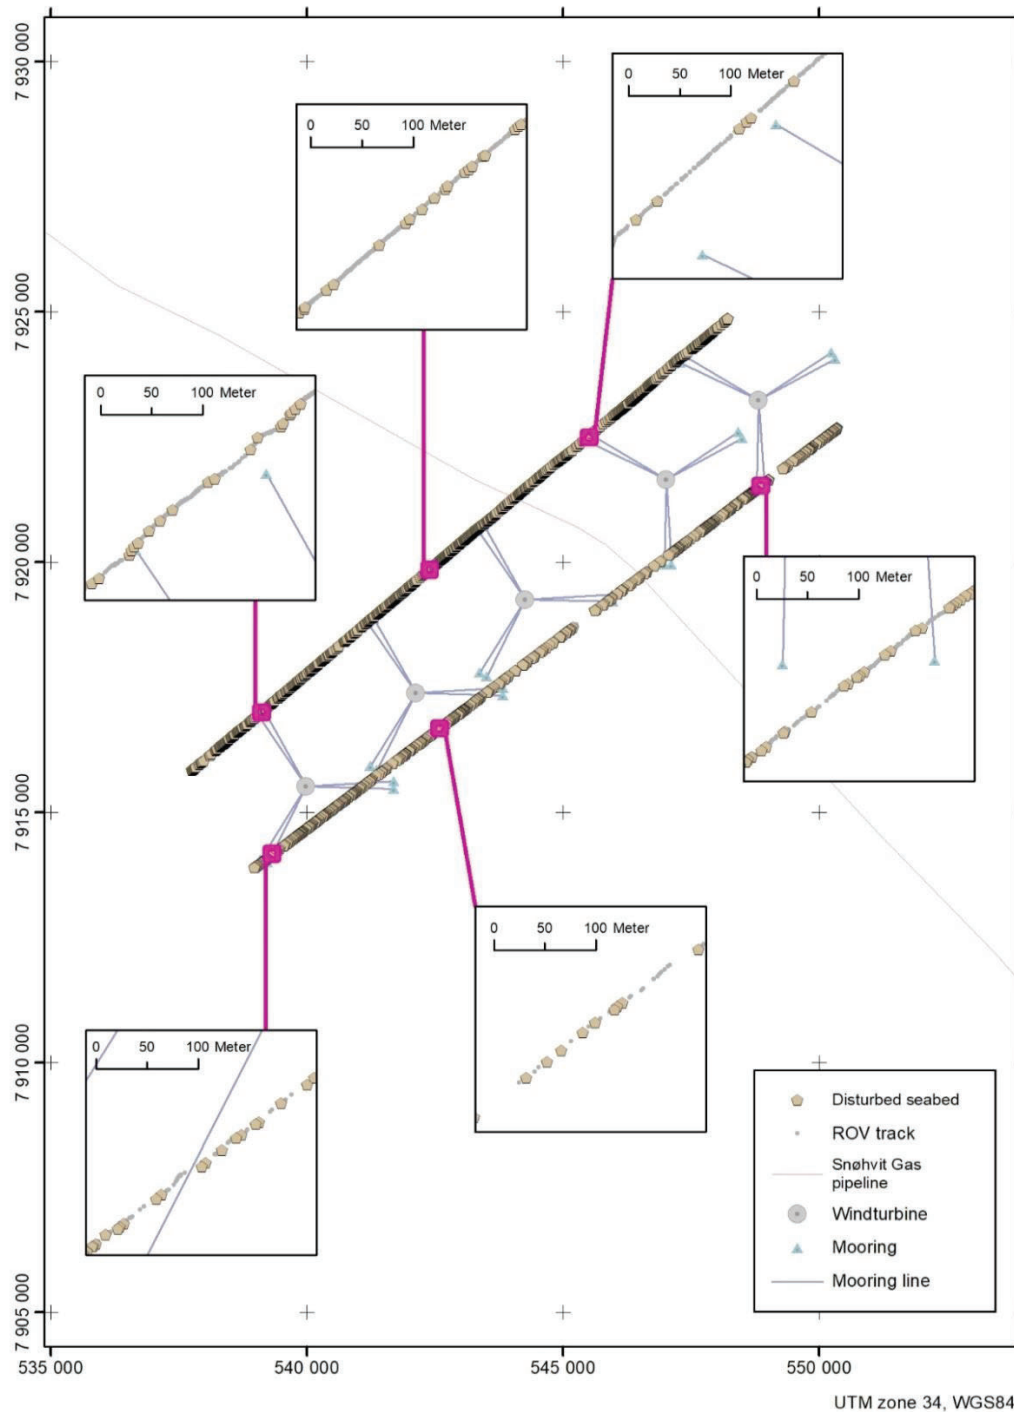 7 930 000
7 925 000
7 920 000
7 915 000
7 910 000
7 905 000
0 50 100 Meter
0 50 100 Meter
0 50 100 Meter
0 50 100 Meter
0 50 100 Meter
0 50 100 Meter
Disturbed seabed
ROV track
Snøhvit Gas
pipeline
Windturbine
Mooring
Mooring line
535 000 540 000 545 000 550 000
UTM zone 34, WGS84